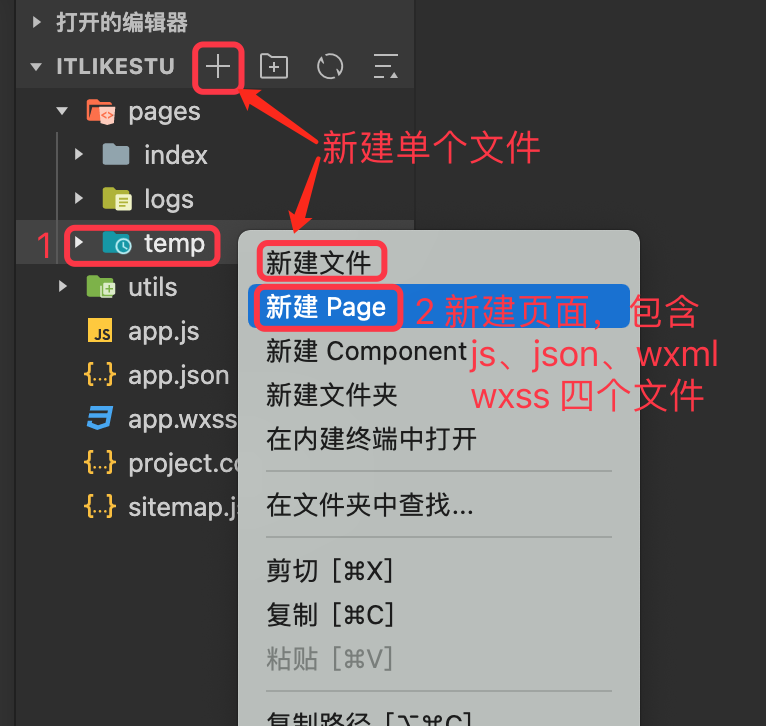 打开的编辑器
ITLIKESTU
pages
新建单个文件
index
logs
1
temp
新建文件
utils
新建 Page
2 新建页面，包含
JS
app.js
新建 Component
js、json、wxml
{..}
app.json
新建文件夹
wxss 四个文件
app.wxss
在内建终端中打开
{..}
project.co
{..}
sitemap.j
在文件夹中查找...
剪切 [⌘X]
复制 [⌘C]
粘贴 [⌘V]
复制路径 [⌥⌘C]